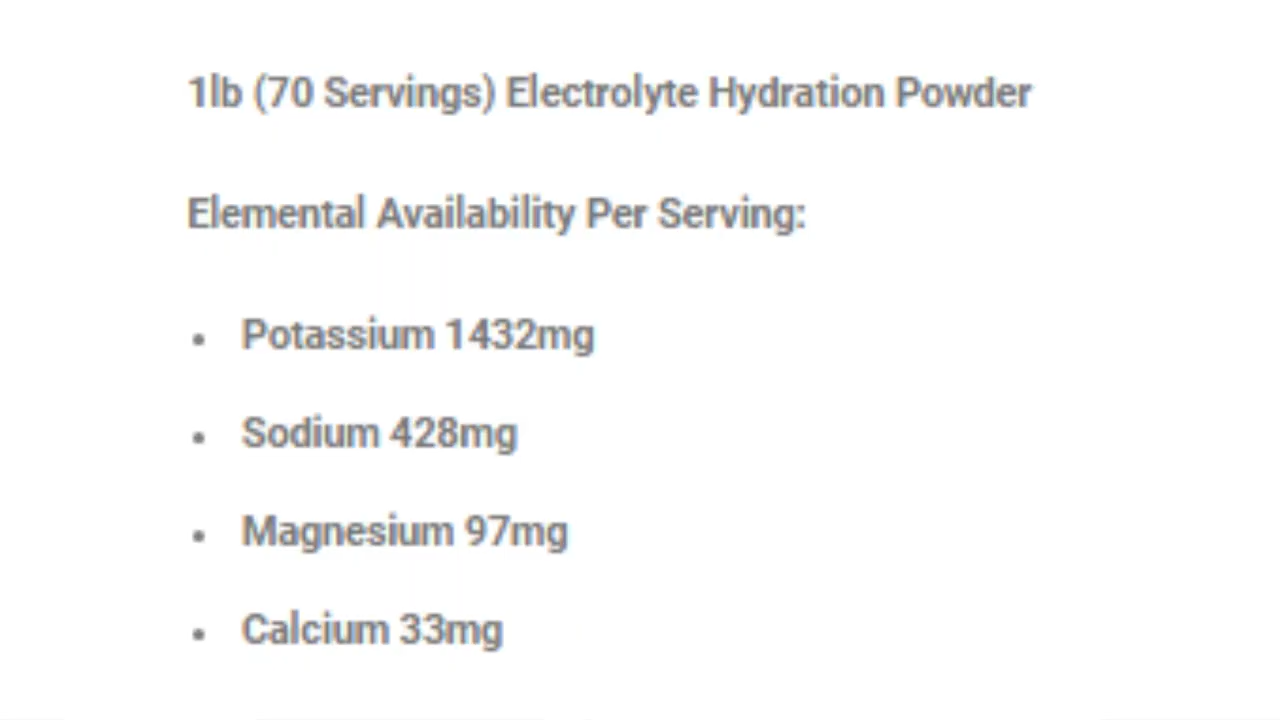 1lb (70 Servings) Electrolyte Hydration Powder
Elemental Availability Per Serving:
• Potassium 1432mg
• Sodium 428mg
• Magnesium 97mg
• Calcium 33mg